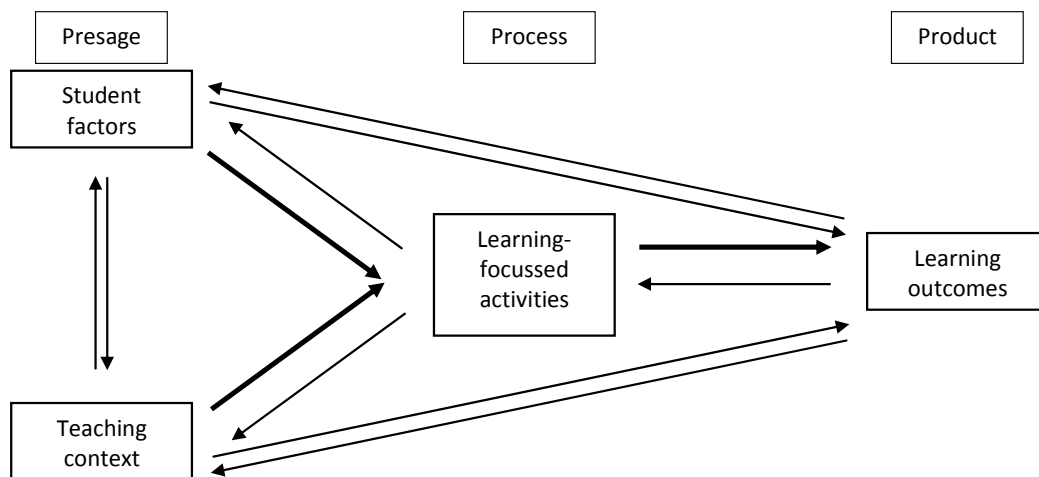 Presage
Process
Product
Student
factors
Learning-
focussed
activities
Learning
outcomes
Teaching
context